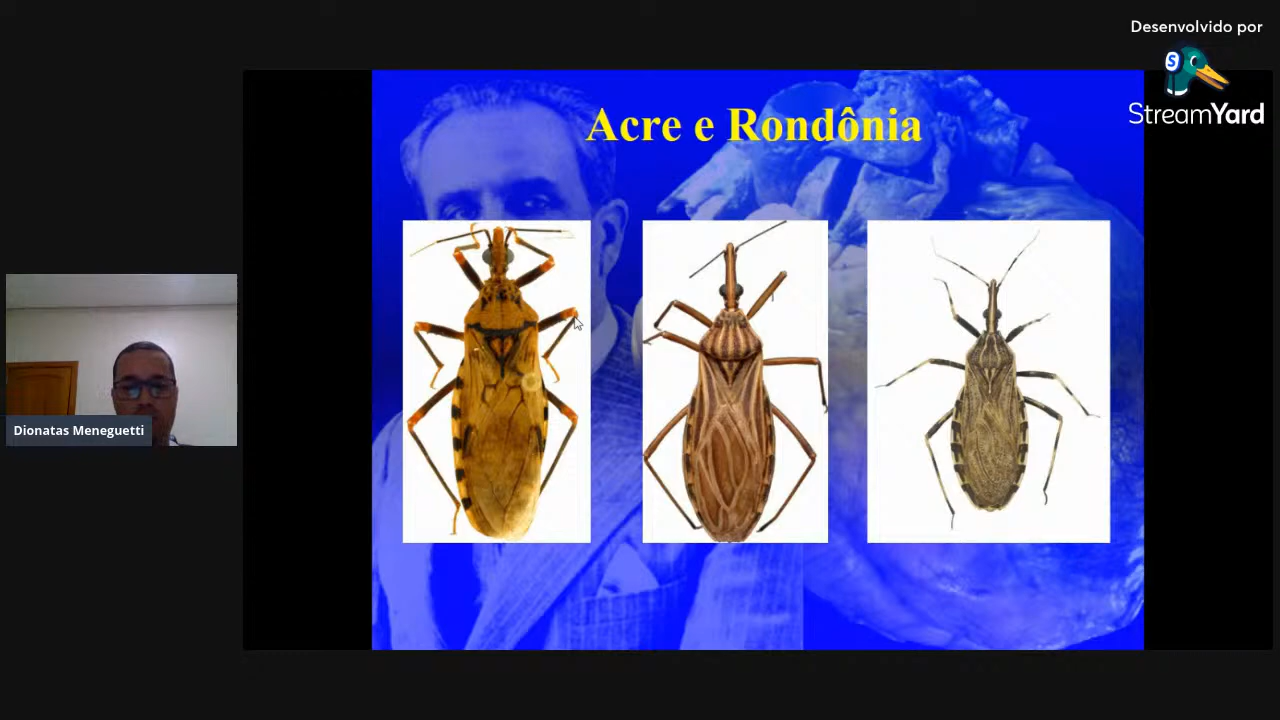 Desenvolvido por
StreamYard
Acre e Rondônia
Dionatas Meneguetti